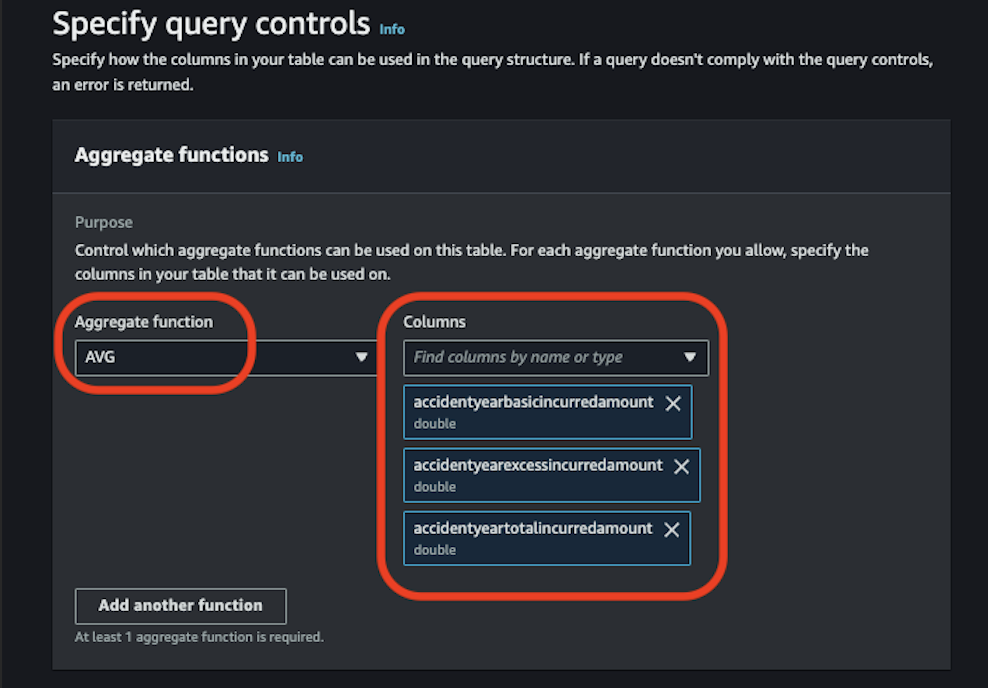 Specify query controls Info
Specify how the columns in your table can be used in the query structure. If a query doesn't comply with the query controls,
an error is returned.
Aggregate functions Info
Purpose
Control which aggregate functions can be used on this table. For each aggregate function you allow, specify the
columns in your table that it can be used on.
Aggregate function
AVG
Columns
Find columns by name or type
accidentyearbasicincurredamount
double
accidentyearexcessincurredamount
double
accidentyeartotalincurredamount
double
Add another function
At least 1 aggregate function is required.